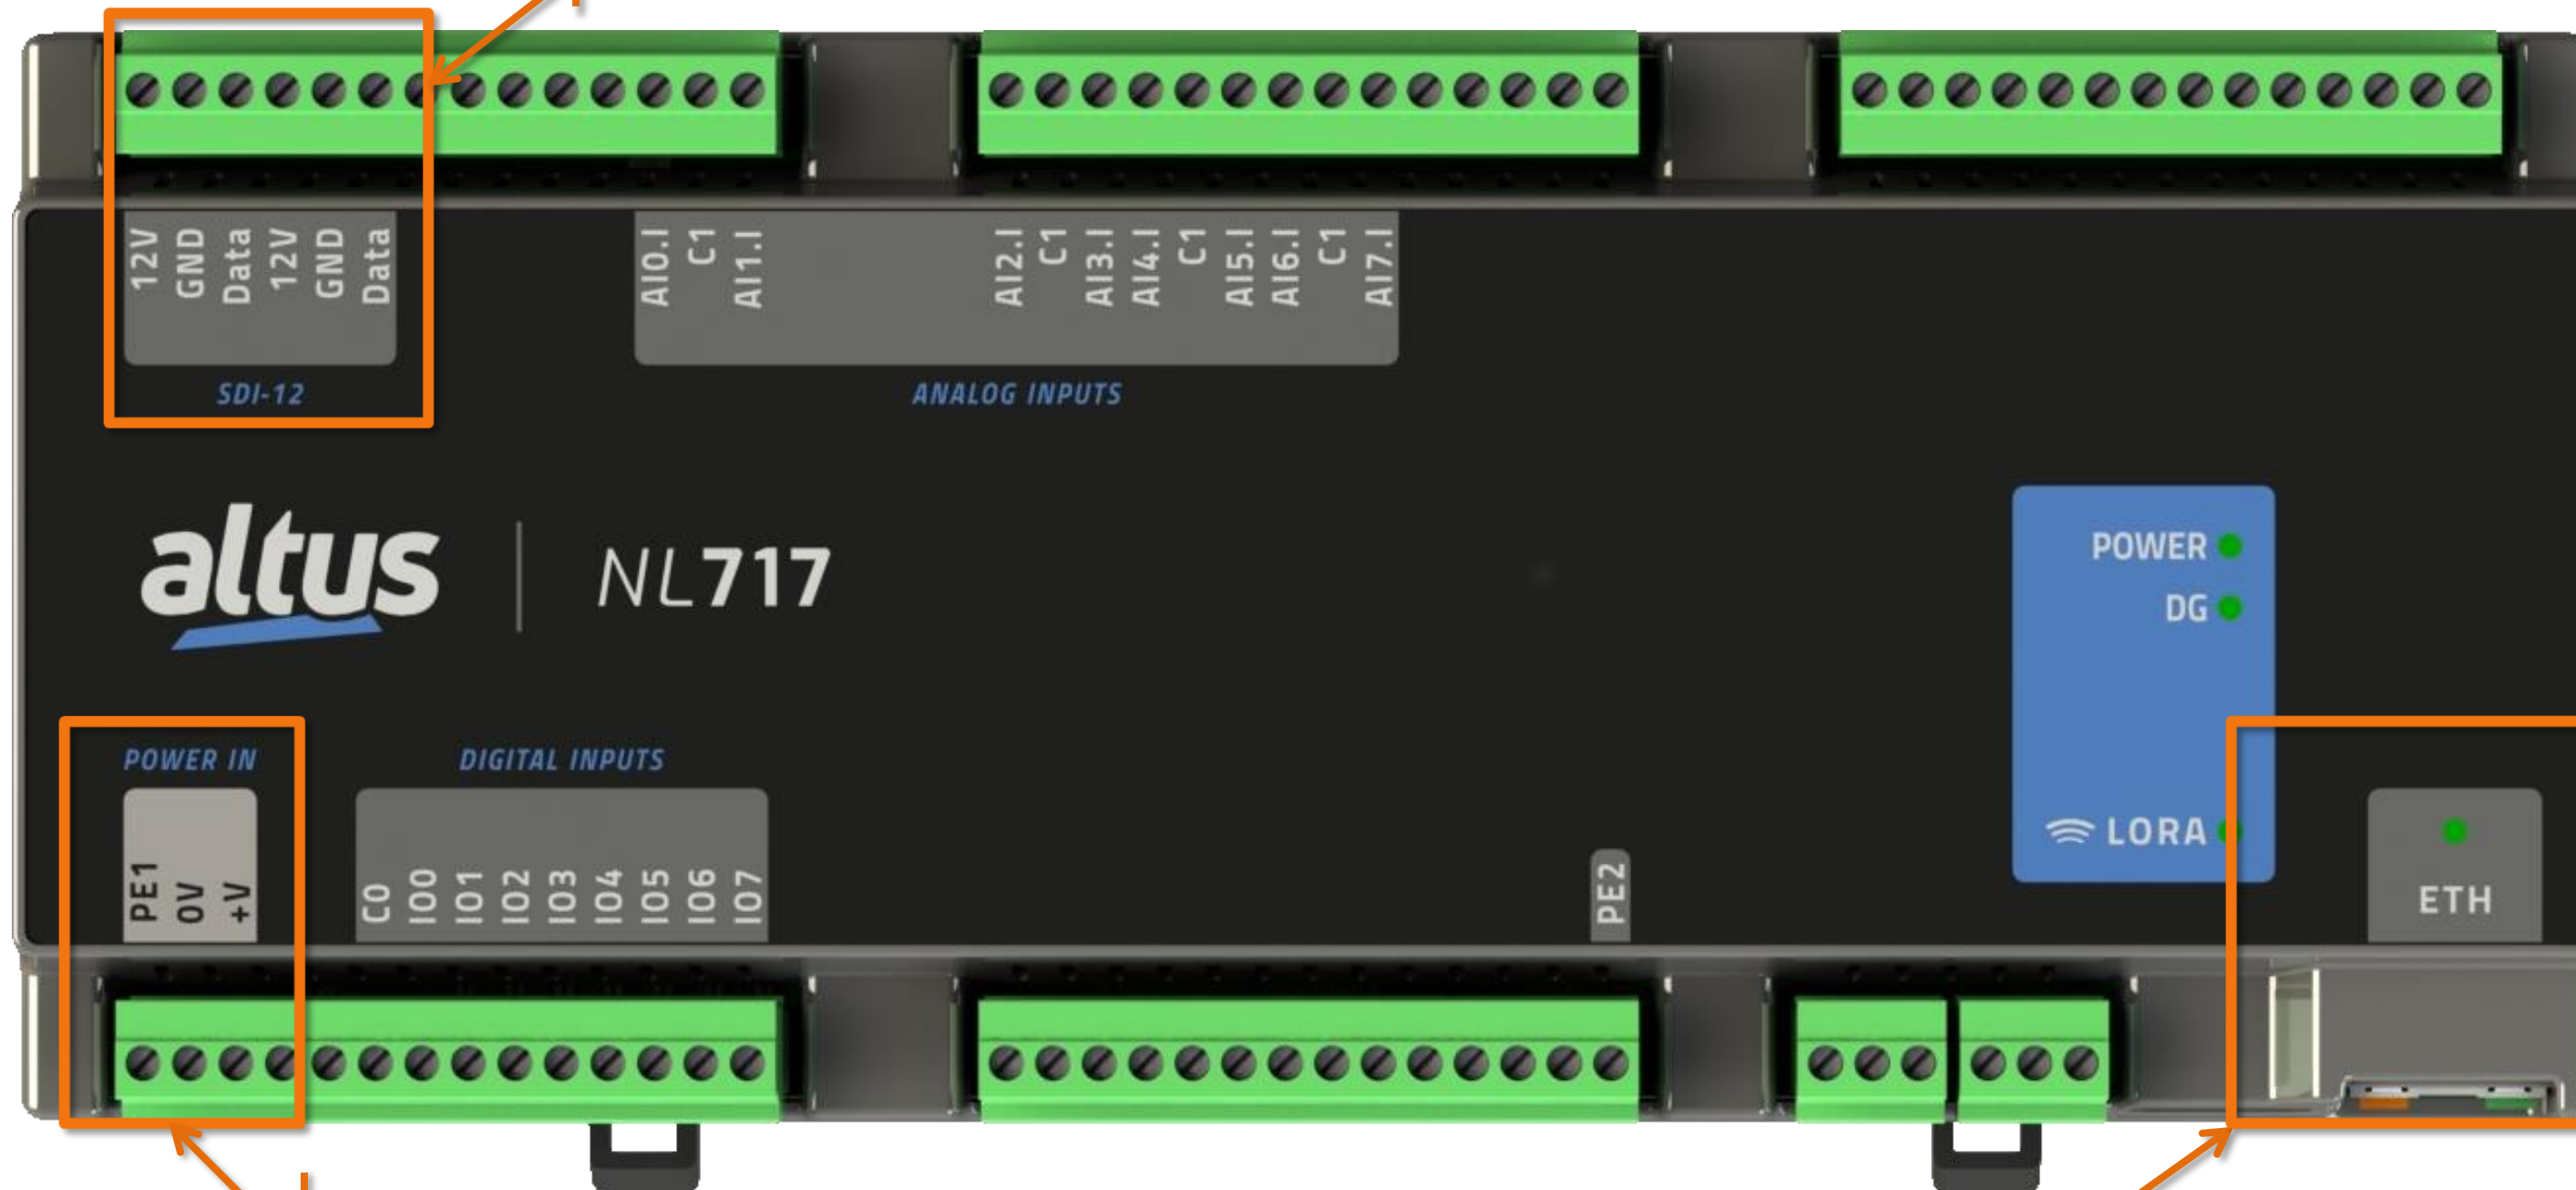 12V GND Data 12V GND Data
AI0.I C1 AI1.I
AI2.I C1 AI3.I AI4.I C1 AI5.I AI6.I C1 AI7.I
SDI-12
ANALOG INPUTS
altus
NL717
POWER
DG
LORA
POWER IN
DIGITAL INPUTS
PE1 0V +V
C0 I00 I01 I02 I03 I04 I05 I06 I07
PE2
ETH